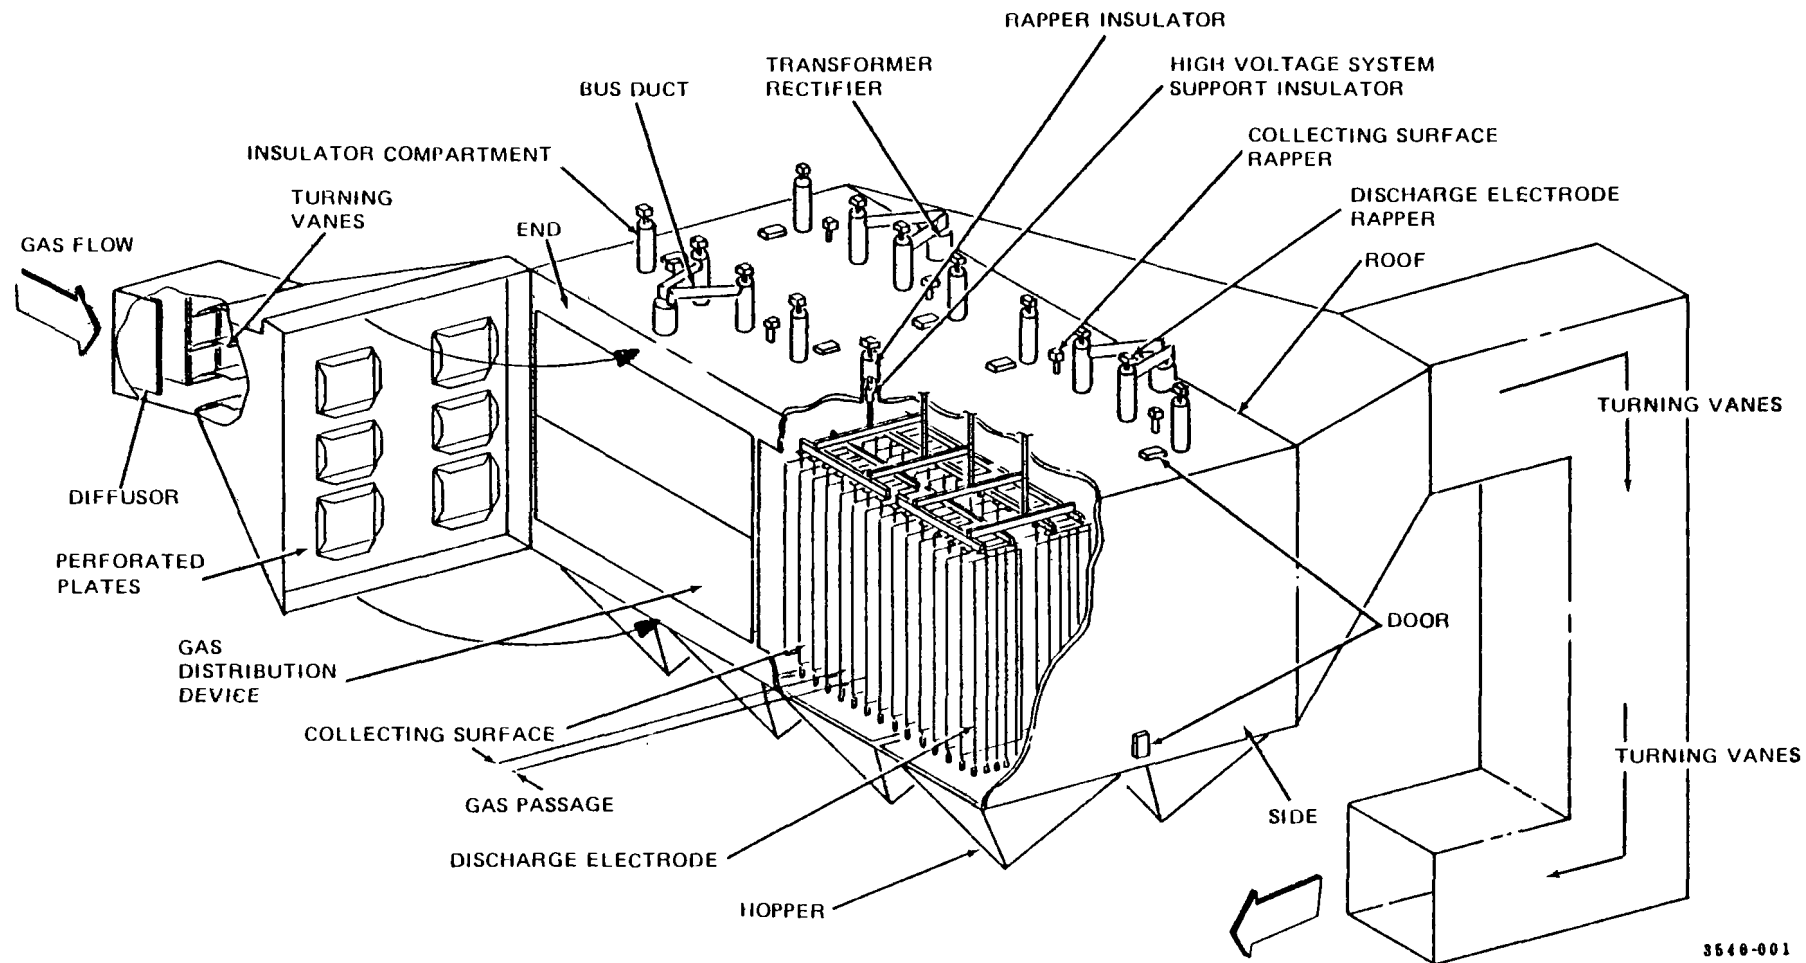 RAPPER INSULATOR
TRANSFORMER
RECTIFIER
HIGH VOLTAGE SYSTEM
SUPPORT INSULATOR
BUS DUCT
COLLECTING SURFACE
RAPPER
INSULATOR COMPARTMENT
TURNING
VANES
DISCHARGE ELECTRODE
RAPPER
END
GAS FLOW
ROOF
TURNING VANES
DIFFUSOR
PERFORATED
PLATES
DOOR
GAS
DISTRIBUTION
DEVICE
COLLECTING SURFACE
TURNING VANES
GAS PASSAGE
SIDE
DISCHARGE ELECTRODE
HOPPER
3540-001